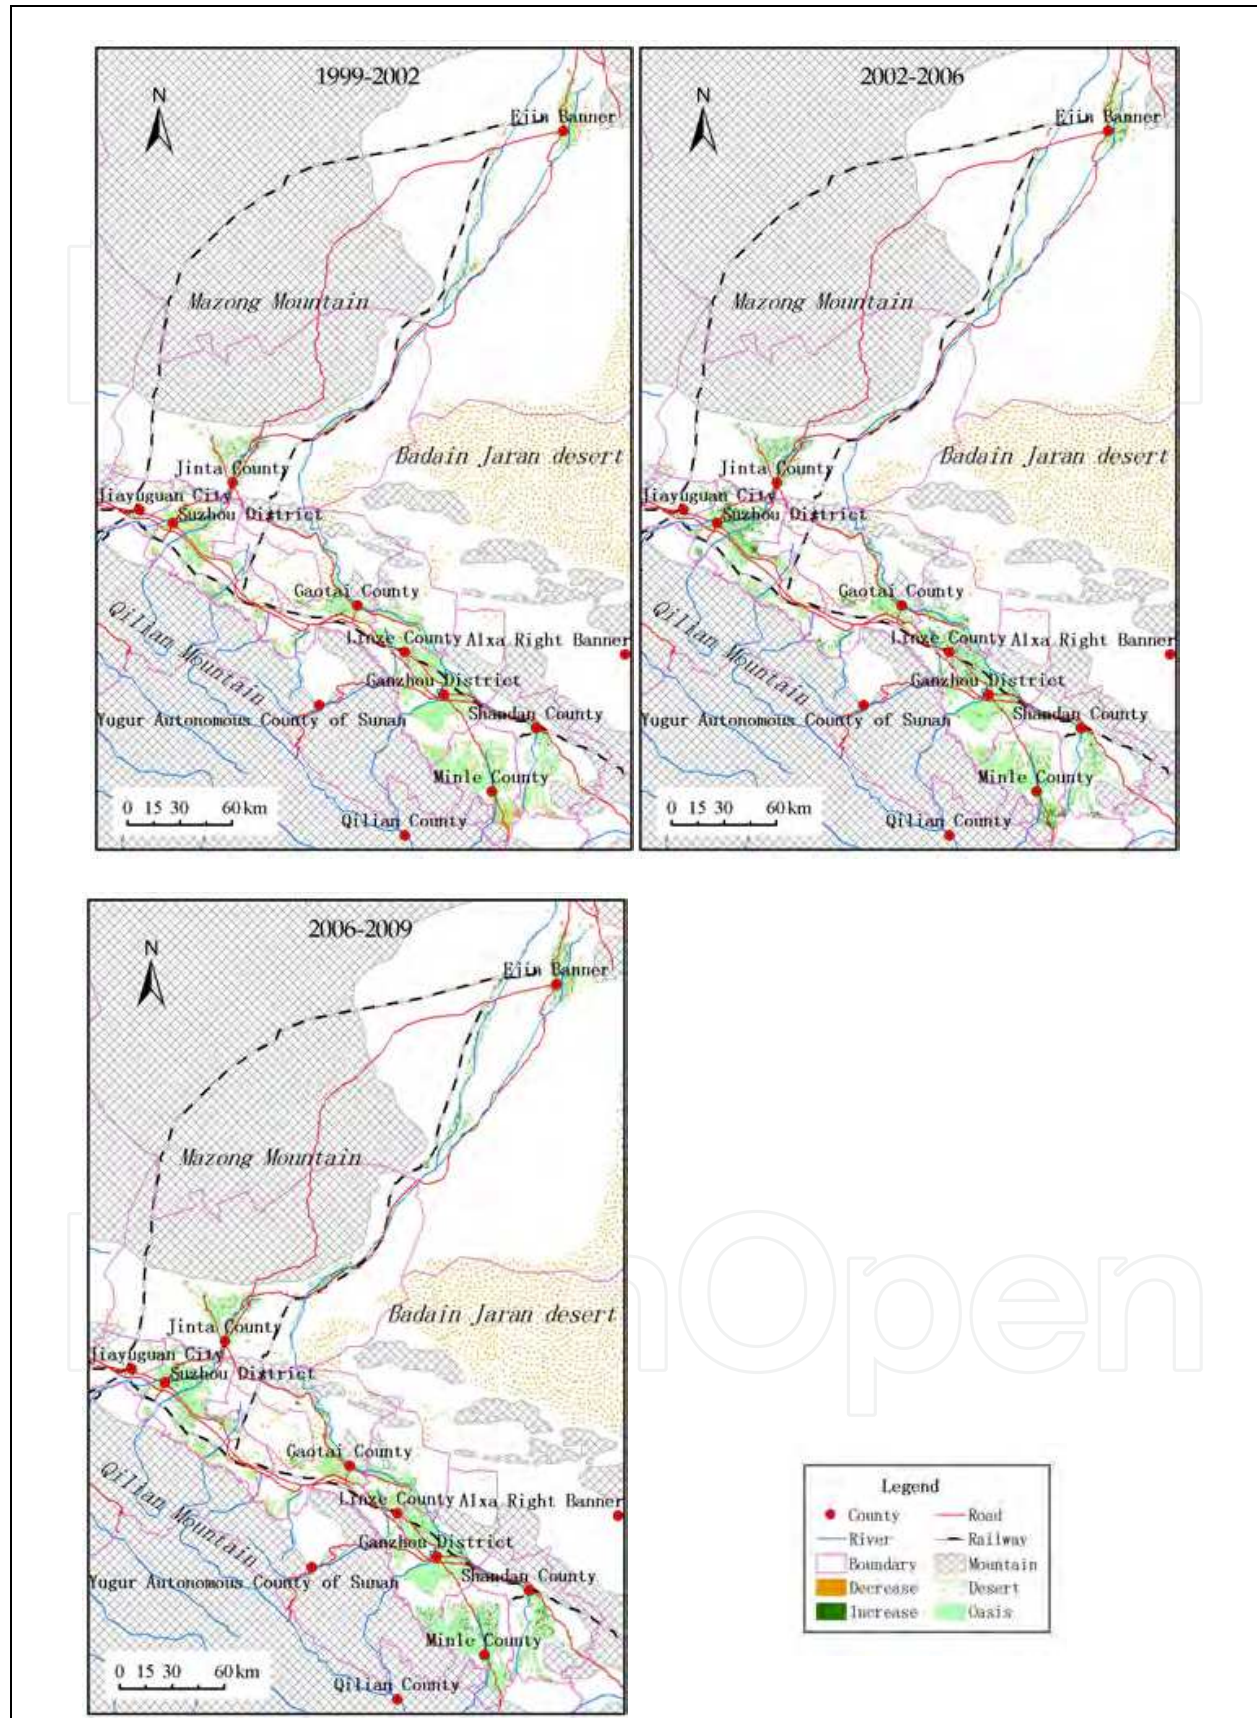 1999-2002
N
Ejin Banner
Mazong Mountain
Badain Jaran desert
Jinta County
Jiayuguan City
Suzhou District
Gaotai County
Linze County
Alxa Right Banner
Qilian Mountain
Ganzhou District
Yugur Autonomous County of Sunan
Shandan County
Minle County
0 15 30 60km
Qilian County
2002-2006
N
Ejin Banner
Mazong Mountain
Badain Jaran desert
Jinta County
Jiayuguan City
Suzhou District
Gaotai County
Linze County
Alxa Right Banner
Qilian Mountain
Ganzhou District
Yugur Autonomous County of Sunan
Shandan County
Minle County
0 15 30 60km
Qilian County
2006-2009
N
Ejin Banner
Mazong Mountain
Badain Jaran desert
Jinta County
Jiayuguan City
Suzhou District
Gaotai County
Linze County
Alxa Right Banner
Qilian Mountain
Ganzhou District
Yugur Autonomous County of Sunan
Shandan County
Minle County
0 15 30 60km
Qilian County
Legend
County Road
River Railway
Boundary Mountain
Decrease Desert
Increase Oasis